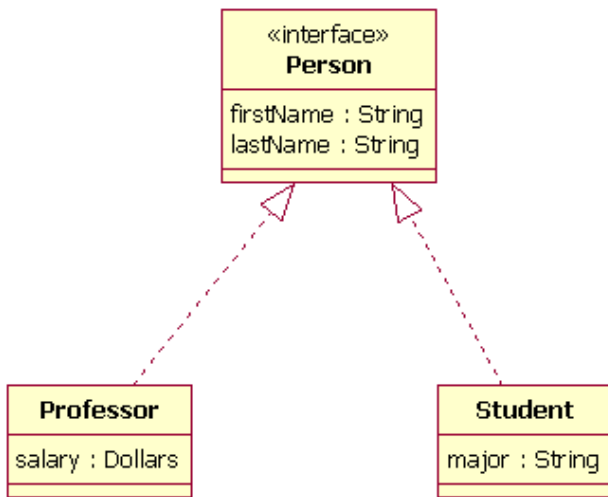 «interface»
Person
firstName : String
lastName : String
Professor
salary : Dollars
Student
major : String